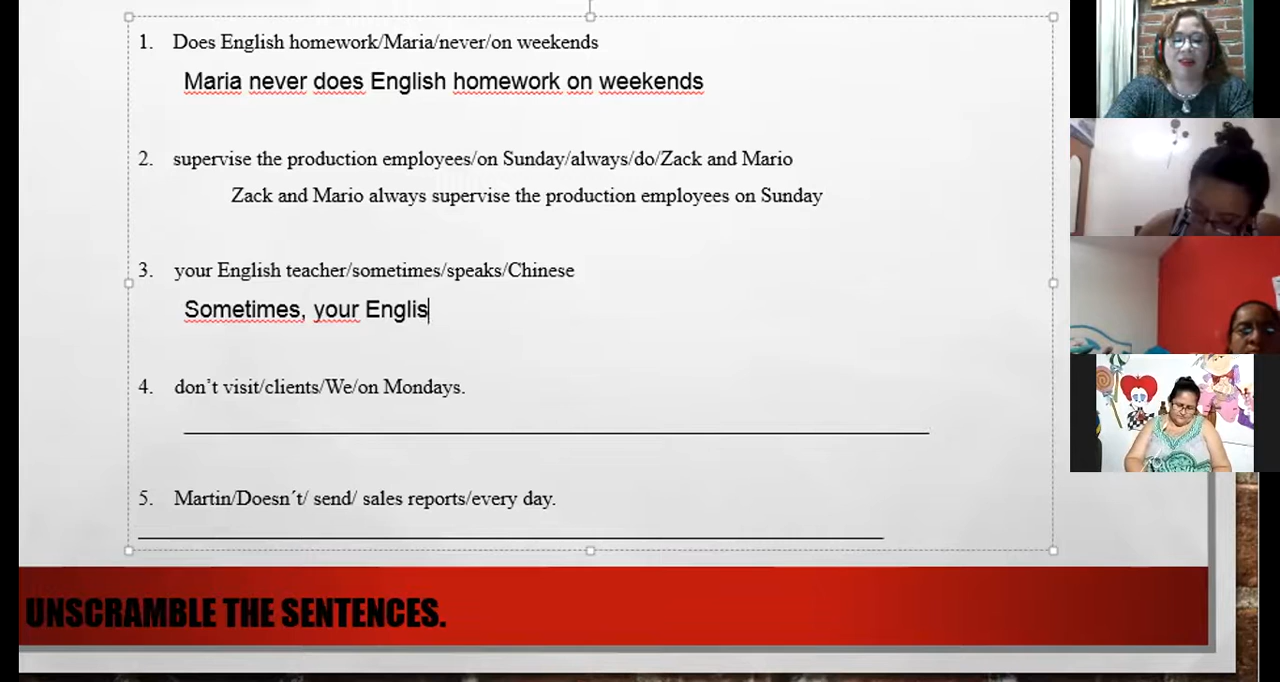 1. Does English homework/Maria/never/on weekends
Maria never does English homework on weekends
2. supervise the production employees/on Sunday/always/do/Zack and Mario
Zack and Mario always supervise the production employees on Sunday
3. your English teacher/sometimes/speaks/Chinese
Sometimes, your Englis
4. don’t visit/clients/We/on Mondays.
5. Martin/Doesn´t/ send/ sales reports/every day.
UNSCRAMBLE THE SENTENCES.